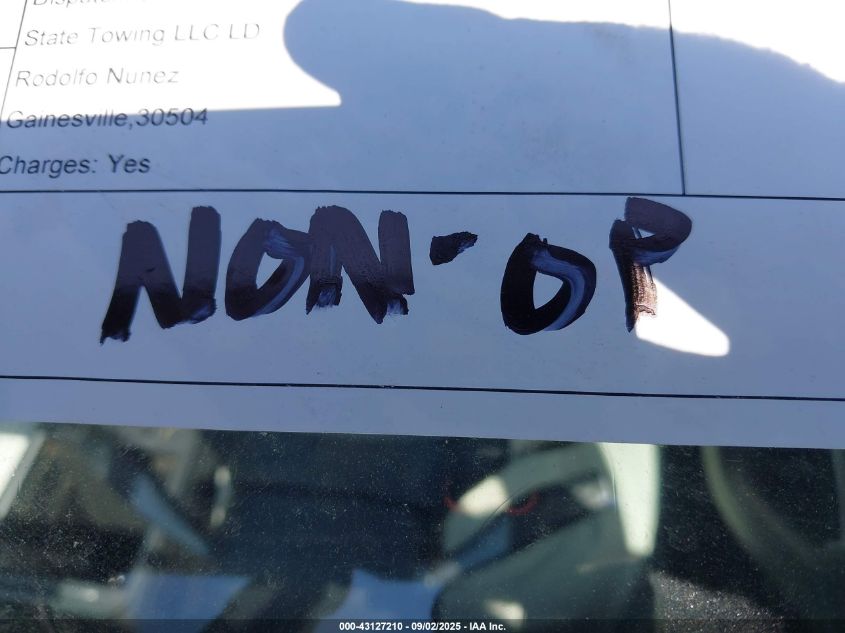 State Towing LLC LD
Rodolfo Nunez
Gainesville,30504
Charges: Yes
NON-OP
000-43127210 - 09/02/2025 - IAA Inc.